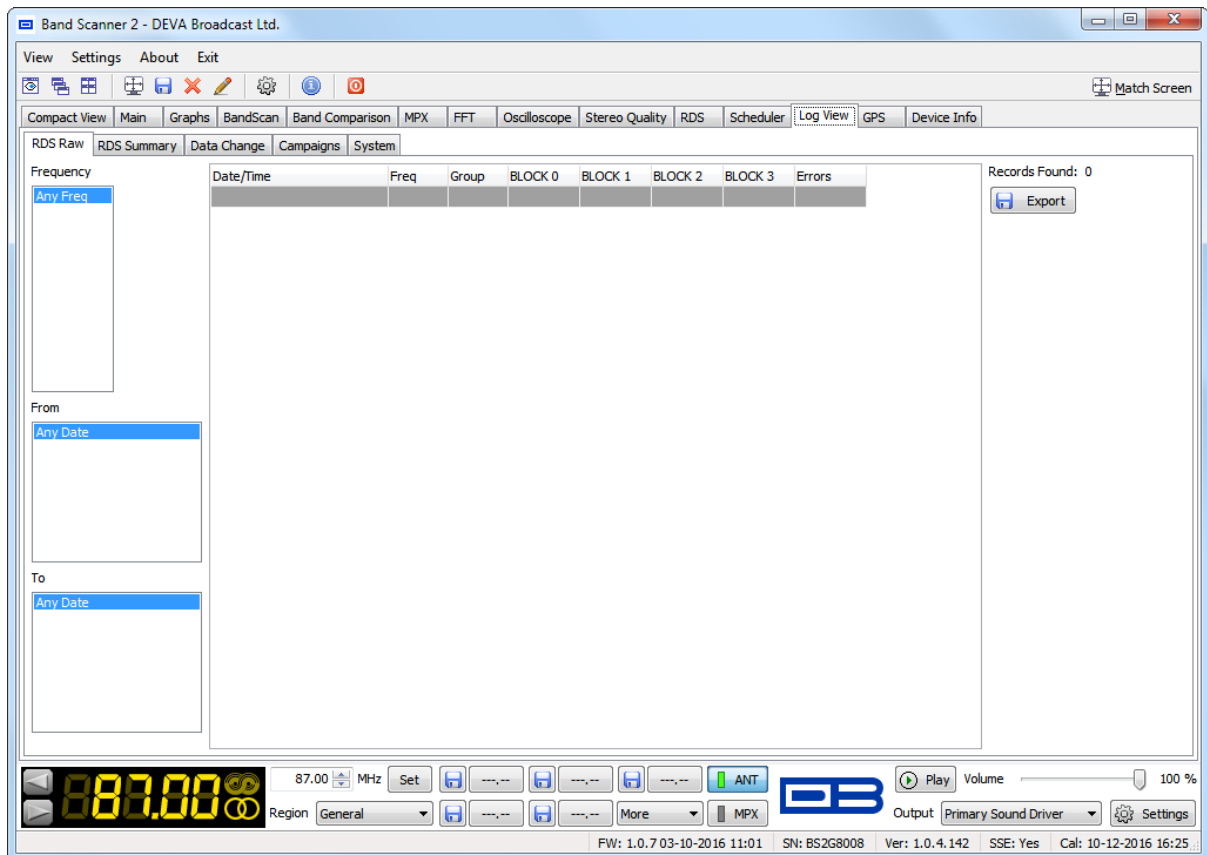 Band Scanner 2 - DEVA Broadcast Ltd.
View Settings About Exit
Match Screen
Compact View Main Graphs BandScan Band Comparison MPX FFT Oscilloscope Stereo Quality RDS Scheduler Log View GPS Device Info
RDS Raw RDS Summary Data Change Campaigns System
Frequency Date/Time Freq Group BLOCK 0 BLOCK 1 BLOCK 2 BLOCK 3 Errors Records Found: 0
Any Freq
Export
From
Any Date
To
Any Date
87.00 87.00 MHz Set ---.-- ---.-- ---.-- ANT DB Play Volume 100 %
Region General ---.-- ---.-- More MPX Output Primary Sound Driver Settings
FW: 1.0.7 03-10-2016 11:01 SN: BS2G8008 Ver: 1.0.4.142 SSE: Yes Cal: 10-12-2016 16:25